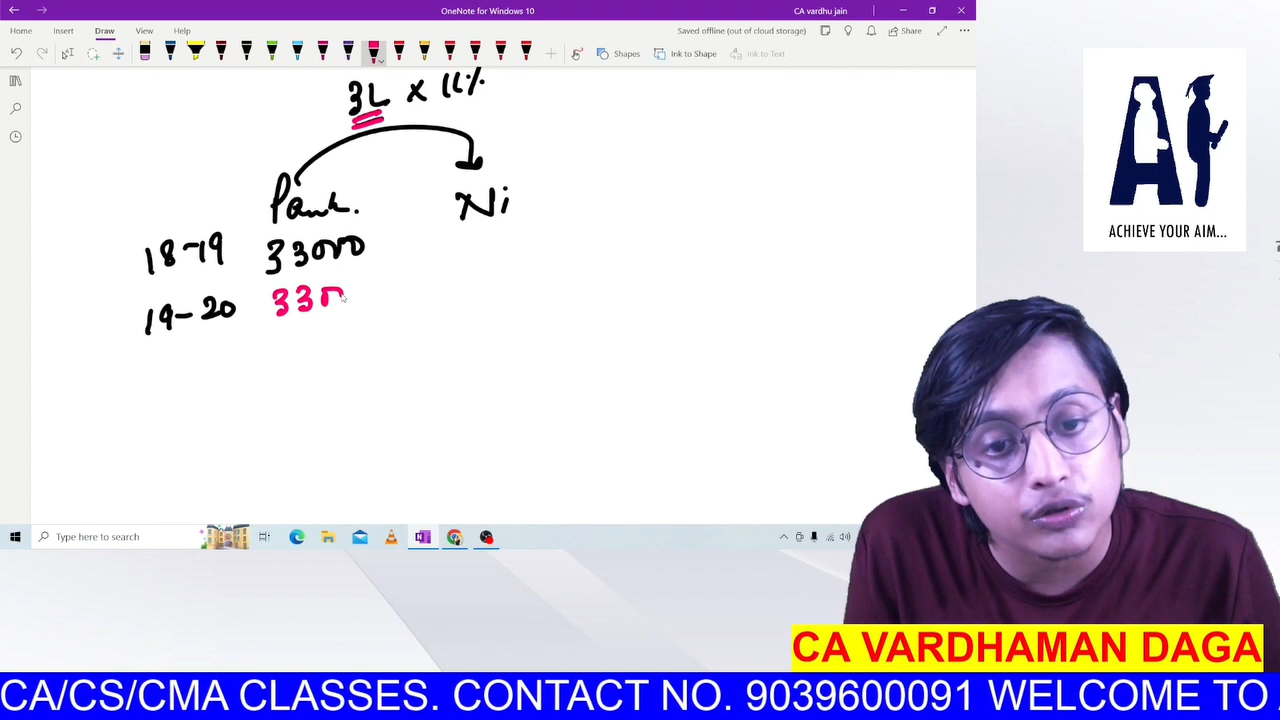 OneNote for Windows 10
CA vardhu jain
Home Insert Draw View Help
Saved offline (out of cloud storage)
Share
Shapes
Ink to Shape
Ink to Text
3L x 11%
Pank.
Ni
18-19 33000
19-20 330
ACHIEVE YOUR AIM...
Type here to search
CA VARDHAMAN DAGA
CA/CS/CMA CLASSES. CONTACT NO. 9039600091 WELCOME TO